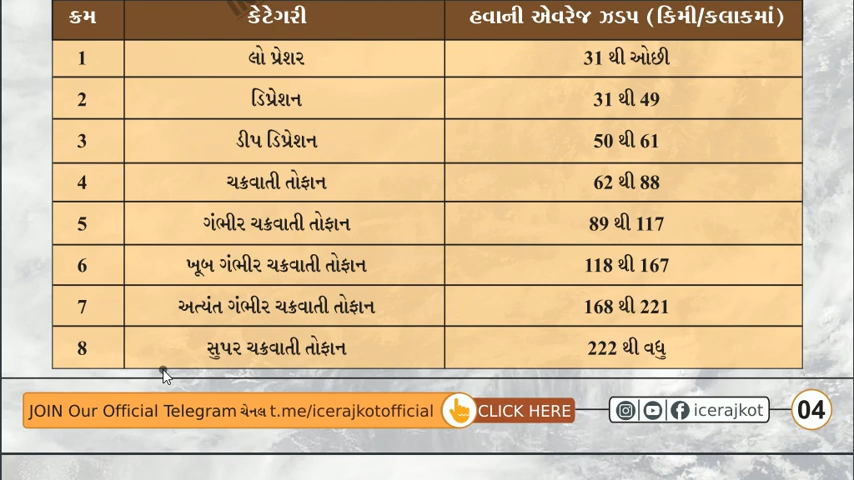 ક્રમ કેટેગરી હવાની એવરેજ ઝડપ (કિમી/કલાકમાં)
1 લો પ્રેશર 31 થી ઓછી
2 ડિપ્રેશન 31 થી 49
3 ડીપ ડિપ્રેશન 50 થી 61
4 ચક્રવાતી તોફાન 62 થી 88
5 ગંભીર ચક્રવાતી તોફાન 89 થી 117
6 ખૂબ ગંભીર ચક્રવાતી તોફાન 118 થી 167
7 અત્યંત ગંભીર ચક્રવાતી તોફાન 168 થી 221
8 સુપર ચક્રવાતી તોફાન 222 થી વધુ
JOIN Our Official Telegram ચેનલ t.me/icerajkotofficial CLICK HERE icerajkot 04